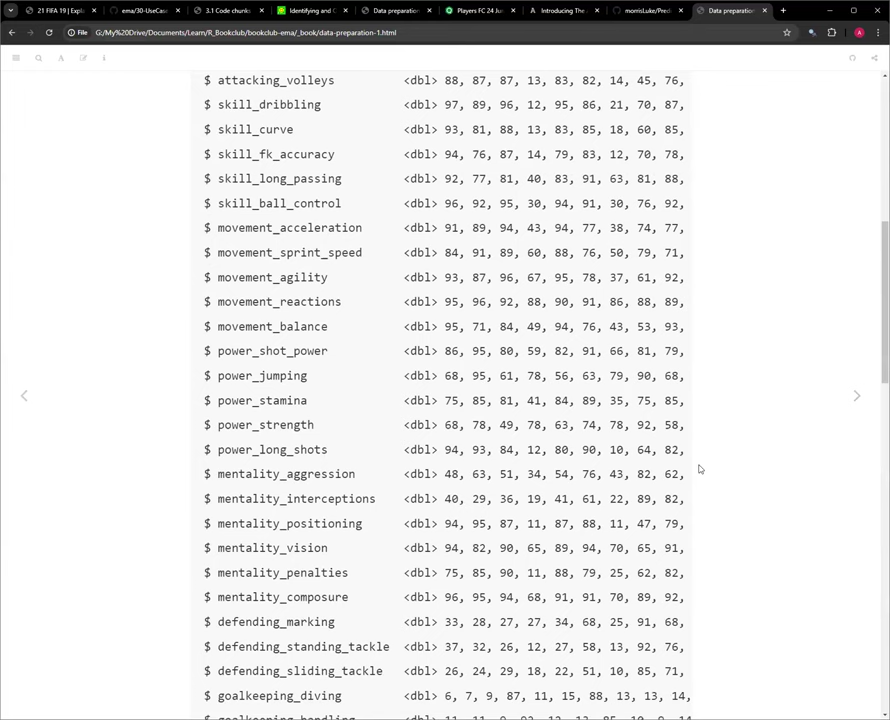 21 FIFA 19 | Expla
ema/30-UseCase
3.1 Code chunks
Identifying and C
Data preparation
Players FC 24 Jun
Introducing The
morrisLuke/Pred
Data preparation
File
G:/My%20Drive/Documents/Learn/R_Bookclub/bookclub-ema/_book/data-preparation-1.html
$ attacking_volleys <dbl> 88, 87, 87, 13, 83, 82, 14, 45, 76,
$ skill_dribbling <dbl> 97, 89, 96, 12, 95, 86, 21, 70, 87,
$ skill_curve <dbl> 93, 81, 88, 13, 83, 85, 18, 60, 85,
$ skill_fk_accuracy <dbl> 94, 76, 87, 14, 79, 83, 12, 70, 78,
$ skill_long_passing <dbl> 92, 77, 81, 40, 83, 91, 63, 81, 88,
$ skill_ball_control <dbl> 96, 92, 95, 30, 94, 91, 30, 76, 92,
$ movement_acceleration <dbl> 91, 89, 94, 43, 94, 77, 38, 74, 77,
$ movement_sprint_speed <dbl> 84, 91, 89, 60, 88, 76, 50, 79, 71,
$ movement_agility <dbl> 93, 87, 96, 67, 95, 78, 37, 61, 92,
$ movement_reactions <dbl> 95, 96, 92, 88, 90, 91, 86, 88, 89,
$ movement_balance <dbl> 95, 71, 84, 49, 94, 76, 43, 53, 93,
$ power_shot_power <dbl> 86, 95, 80, 59, 82, 91, 66, 81, 79,
$ power_jumping <dbl> 68, 95, 61, 78, 56, 63, 79, 90, 68,
$ power_stamina <dbl> 75, 85, 81, 41, 84, 89, 35, 75, 85,
$ power_strength <dbl> 68, 78, 49, 78, 63, 74, 78, 92, 58,
$ power_long_shots <dbl> 94, 93, 84, 12, 80, 90, 10, 64, 82,
$ mentality_aggression <dbl> 48, 63, 51, 34, 54, 76, 43, 82, 62,
$ mentality_interceptions <dbl> 40, 29, 36, 19, 41, 61, 22, 89, 82,
$ mentality_positioning <dbl> 94, 95, 87, 11, 87, 88, 11, 47, 79,
$ mentality_vision <dbl> 94, 82, 90, 65, 89, 94, 70, 65, 91,
$ mentality_penalties <dbl> 75, 85, 90, 11, 88, 79, 25, 62, 82,
$ mentality_composure <dbl> 96, 95, 94, 68, 91, 91, 70, 89, 92,
$ defending_marking <dbl> 33, 28, 27, 27, 34, 68, 25, 91, 68,
$ defending_standing_tackle <dbl> 37, 32, 26, 12, 27, 58, 13, 92, 76,
$ defending_sliding_tackle <dbl> 26, 24, 29, 18, 22, 51, 10, 85, 71,
$ goalkeeping_diving <dbl> 6, 7, 9, 87, 11, 15, 88, 13, 13, 14,